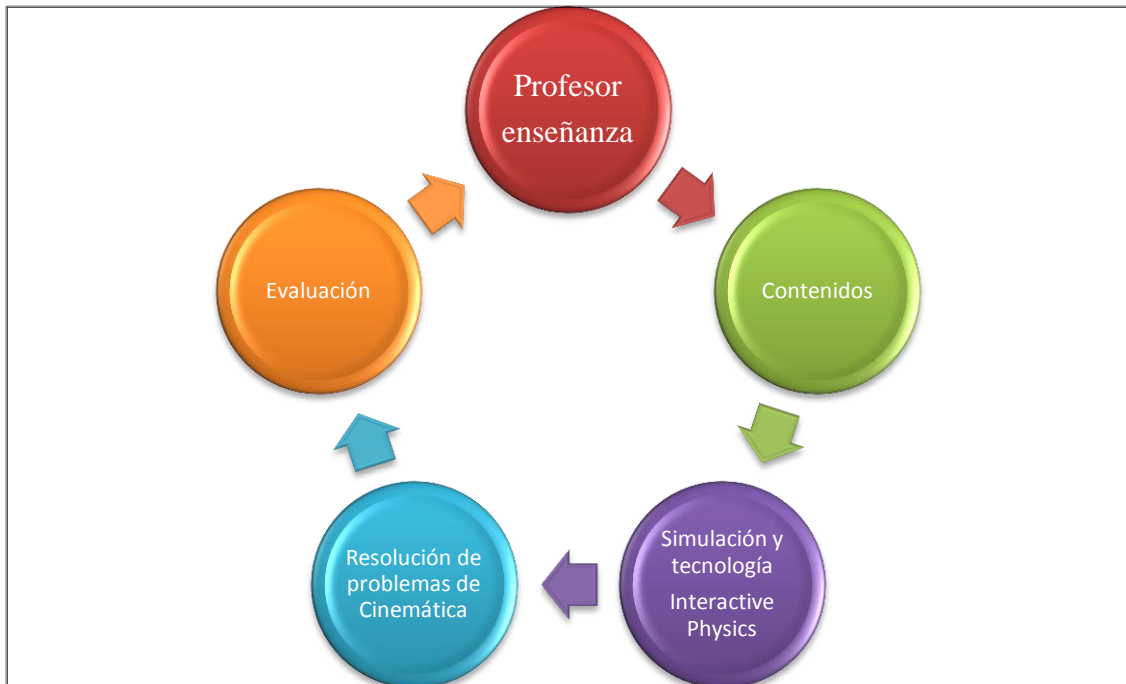 Profesor
enseñanza
Contenidos
Simulación y
tecnología
Interactive
Physics
Resolución de
problemas de
Cinemática
Evaluación